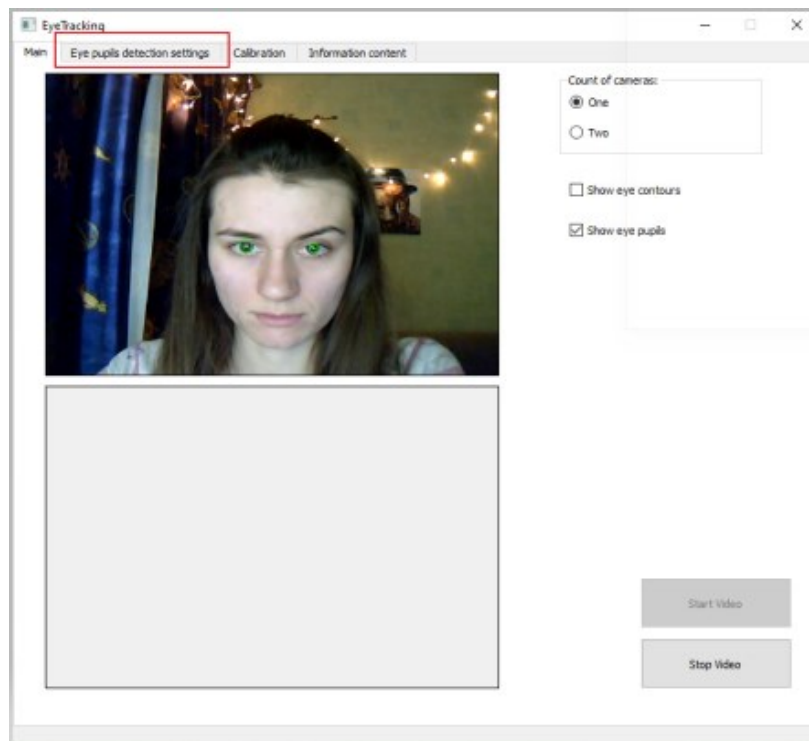 EyeTracking
Main Eye pupils detection settings Calibration Information content
Count of cameras:
One
Two
Show eye contours
Show eye pupils
Start Video
Stop Video